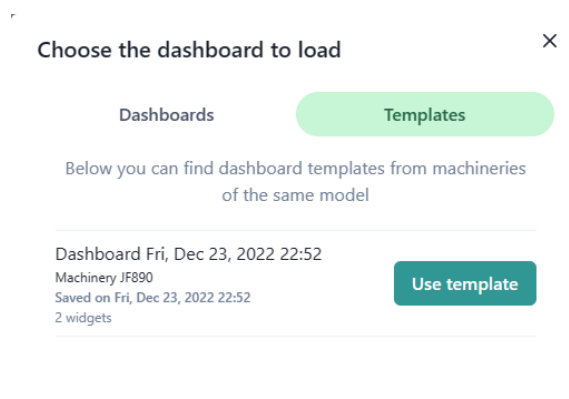 Choose the dashboard to load
Dashboards
Templates
Below you can find dashboard templates from machineries
of the same model
Dashboard Fri, Dec 23, 2022 22:52
Machinery JF890
Saved on Fri, Dec 23, 2022 22:52
2 widgets
Use template